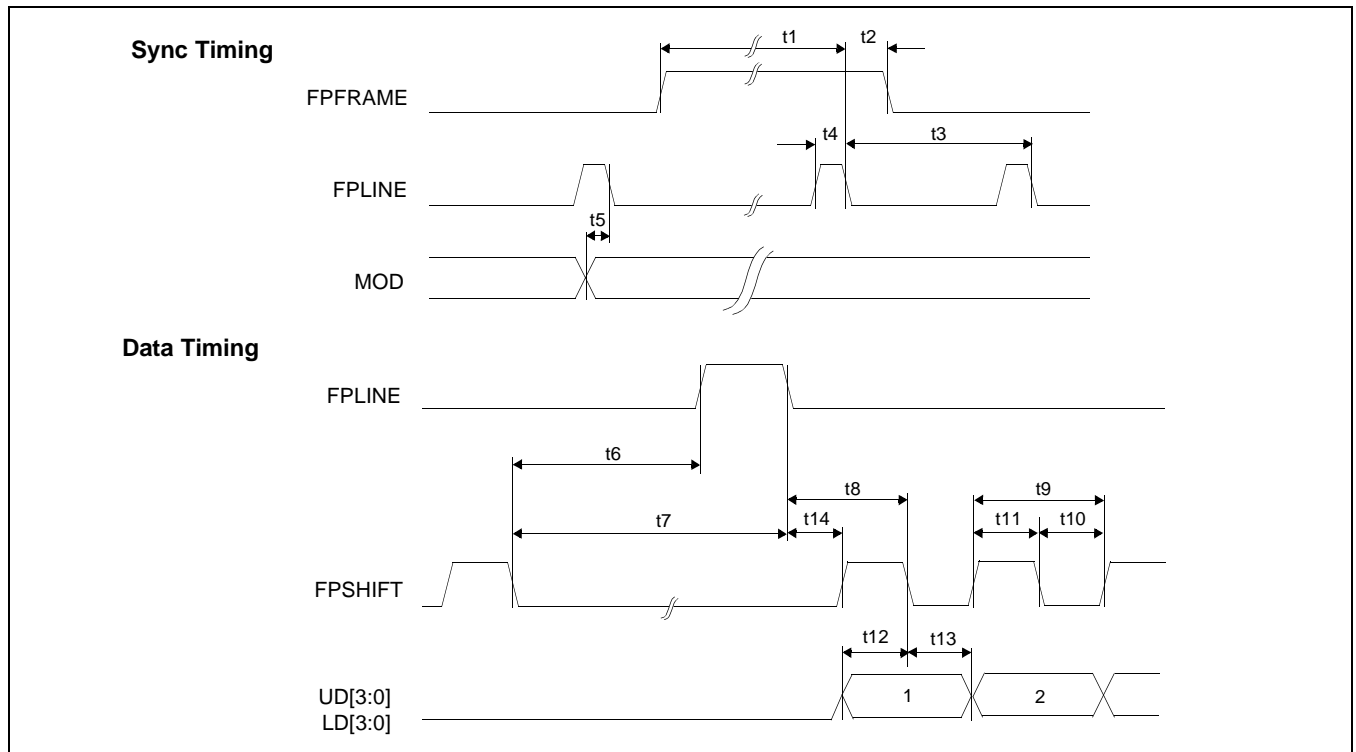 Sync Timing
t1 t2
FPFRAME
t4 t3
FPLINE
t5
MOD
Data Timing
FPLINE
t6
t8 t9
t7 t14 t11 t10
FPSHIFT
t12 t13
UD[3:0] 1 2
LD[3:0]